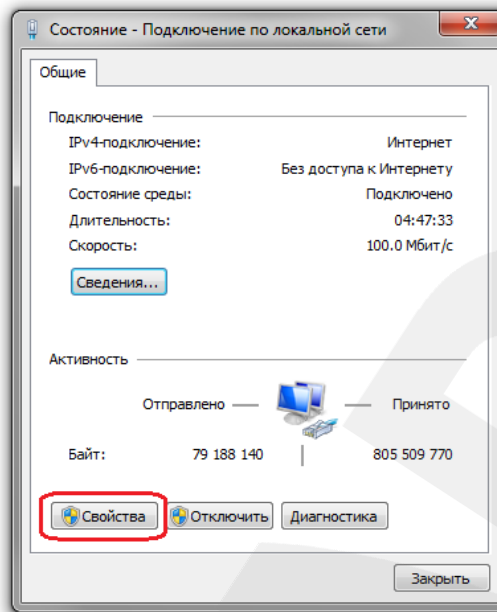 Состояние - Подключение по локальной сети
Общие
Подключение
IPv4-подключение: Интернет
IPv6-подключение: Без доступа к Интернету
Состояние среды: Подключено
Длительность: 04:47:33
Скорость: 100.0 Мбит/с
Сведения...
Активность
Отправлено — — Принято
Байт: 79 188 140 | 805 509 770
Свойства Отключить Диагностика
Закрыть